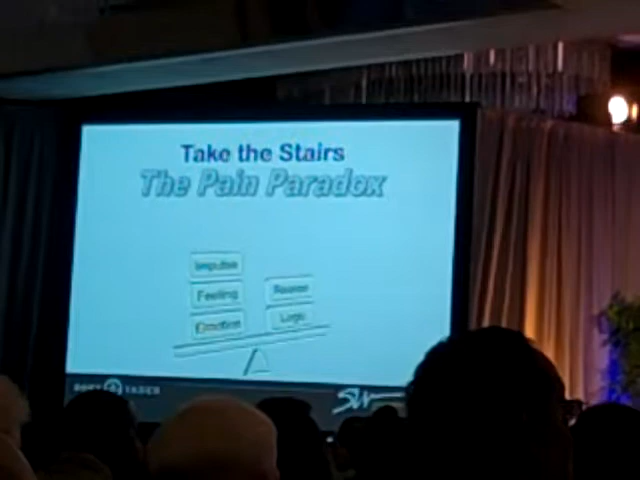 Take the Stairs
The Pain Paradox
Impulse
Feeling
Reason
Emotion
Logic